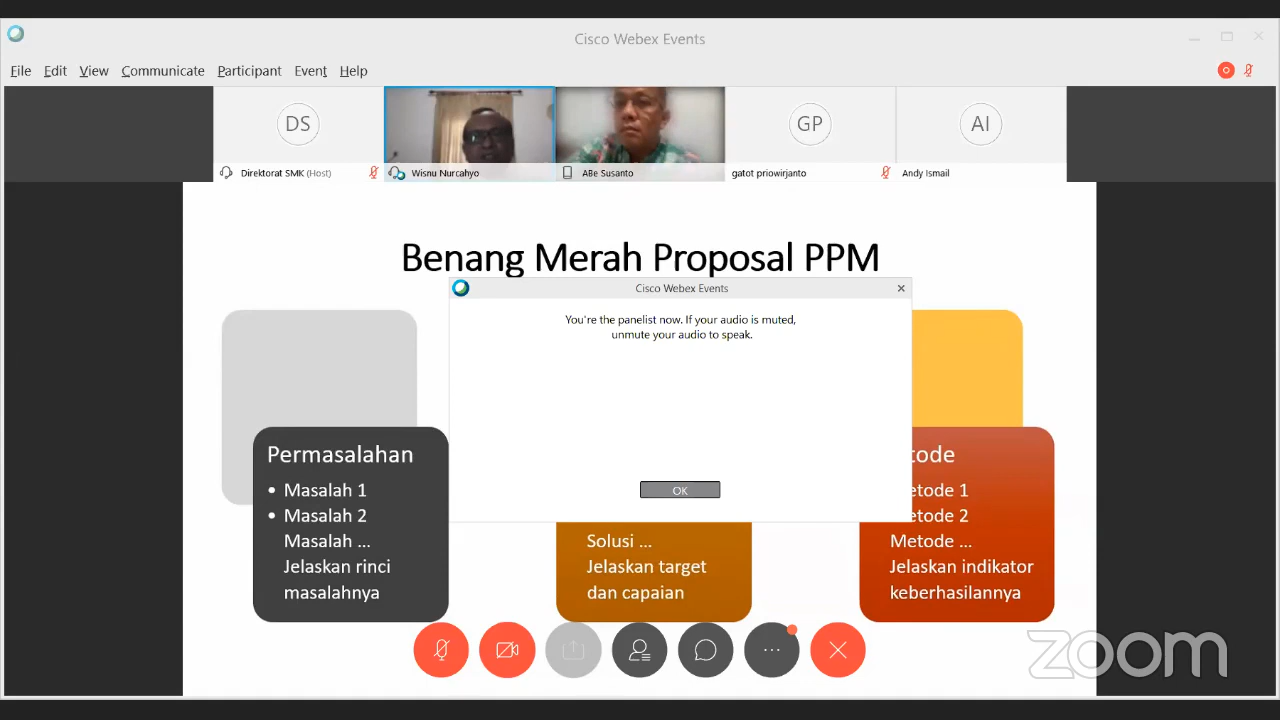 Cisco Webex Events
File Edit View Communicate Participant Event Help
DS
GP
AI
Direktorat SMK (Host)
Wisnu Nurcahyo
ABe Susanto
gatot priowirjanto
Andy Ismail
Benang Merah Proposal PPM
Cisco Webex Events
You're the panelist now. If your audio is muted,
unmute your audio to speak.
OK
Permasalahan
• Masalah 1
• Masalah 2
Masalah ...
Jelaskan rinci
masalahnya
Solusi ...
Jelaskan target
dan capaian
tode
etode 1
etode 2
Metode ...
Jelaskan indikator
keberhasilannya
zoom